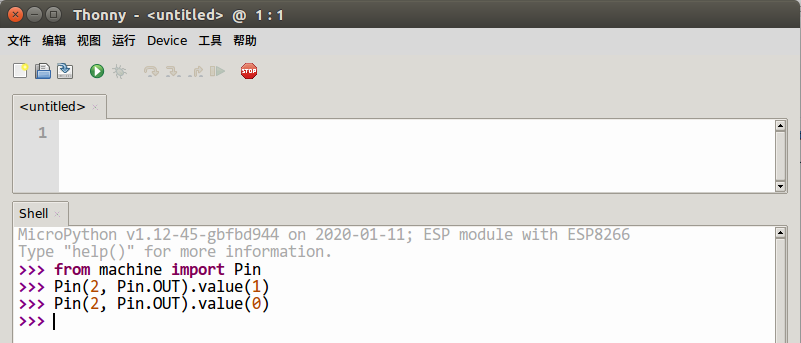 Thonny - <untitled> @ 1 : 1
文件 编辑 视图 运行 Device 工具 帮助
STOP
<untitled>
1
Shell
MicroPython v1.12-45-gbfbd944 on 2020-01-11; ESP module with ESP8266
Type "help()" for more information.
>>> from machine import Pin
>>> Pin(2, Pin.OUT).value(1)
>>> Pin(2, Pin.OUT).value(0)
>>>